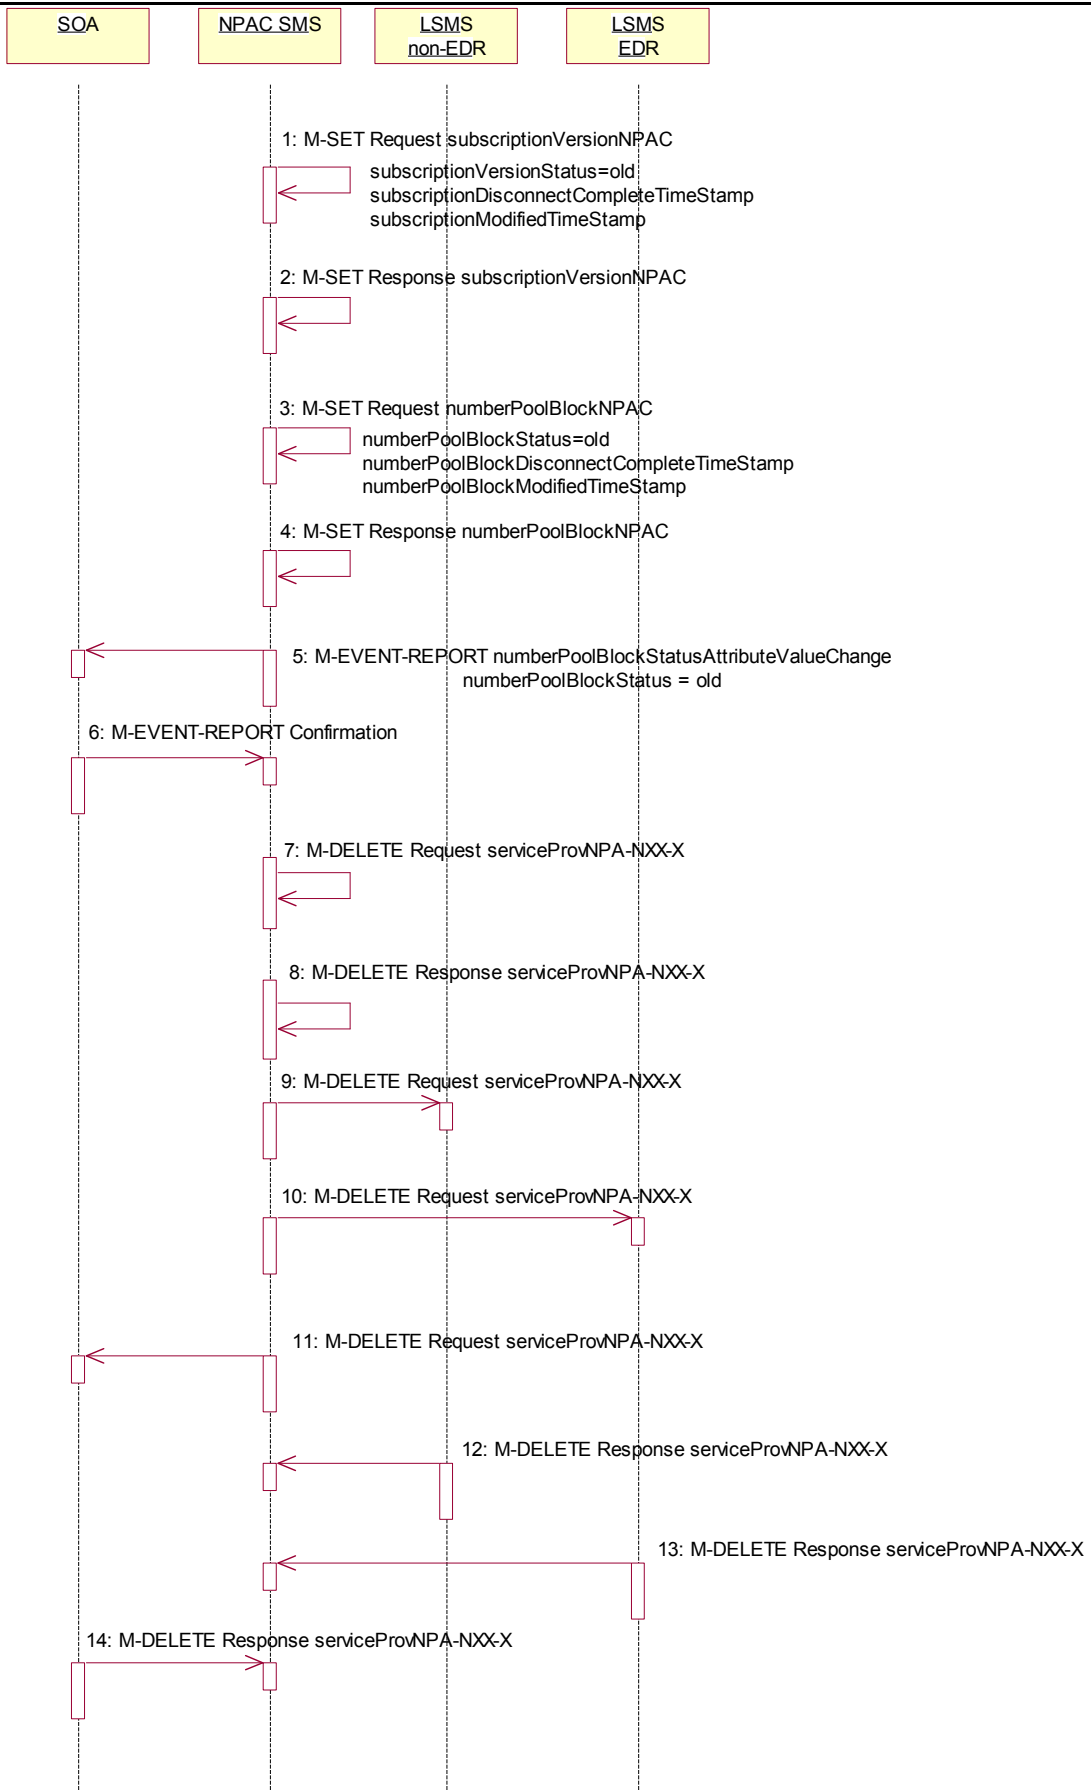 SOA
NPAC SMS
LSMS
non-EDR
LSMS
EDR
1: M-SET Request subscriptionVersionNPAC
subscriptionVersionStatus=old
subscriptionDisconnectCompleteTimeStamp
subscriptionModifiedTimeStamp
2: M-SET Response subscriptionVersionNPAC
3: M-SET Request numberPoolBlockNPAC
numberPoolBlockStatus=old
numberPoolBlockDisconnectCompleteTimeStamp
numberPoolBlockModifiedTimeStamp
4: M-SET Response numberPoolBlockNPAC
5: M-EVENT-REPORT numberPoolBlockStatusAttributeValueChange
numberPoolBlockStatus = old
6: M-EVENT-REPORT Confirmation
7: M-DELETE Request serviceProvNPA-NXX-X
8: M-DELETE Response serviceProvNPA-NXX-X
9: M-DELETE Request serviceProvNPA-NXX-X
10: M-DELETE Request serviceProvNPA-NXX-X
11: M-DELETE Request serviceProvNPA-NXX-X
12: M-DELETE Response serviceProvNPA-NXX-X
13: M-DELETE Response serviceProvNPA-NXX-X
14: M-DELETE Response serviceProvNPA-NXX-X